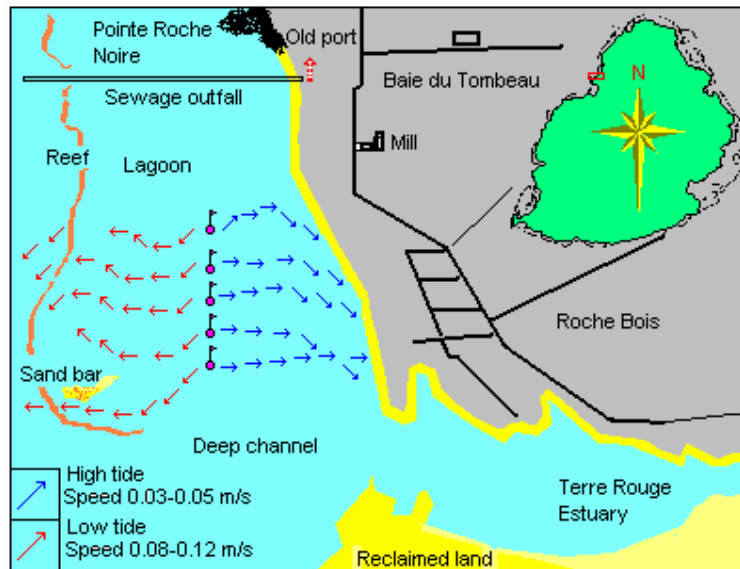 Pointe Roche
Noire
Old port
N
Baie du Tombeau
Sewage outfall
Mill
Reef
Lagoon
Roche Bois
Sand bar
Deep channel
High tide
Speed 0.03-0.05 m/s
Low tide
Speed 0.08-0.12 m/s
Terre Rouge
Estuary
Reclaimed land